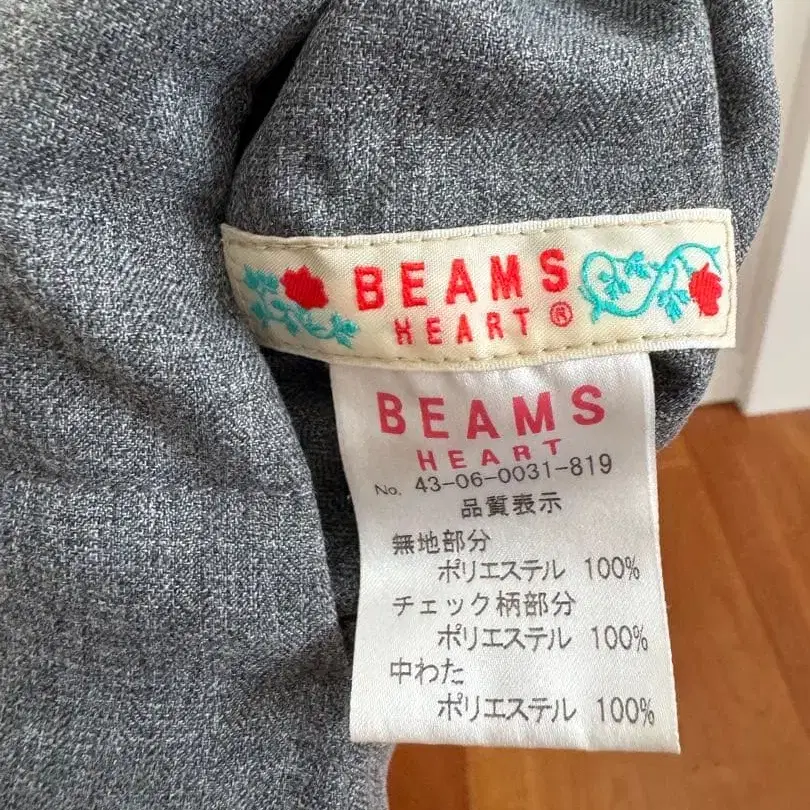 BEAMS
HEART ®
BEAMS
HEART
No. 43-06-0031-819
品質表示
無地部分
ポリエステル 100%
チェック柄部分
ポリエステル 100%
中わた
ポリエステル 100%